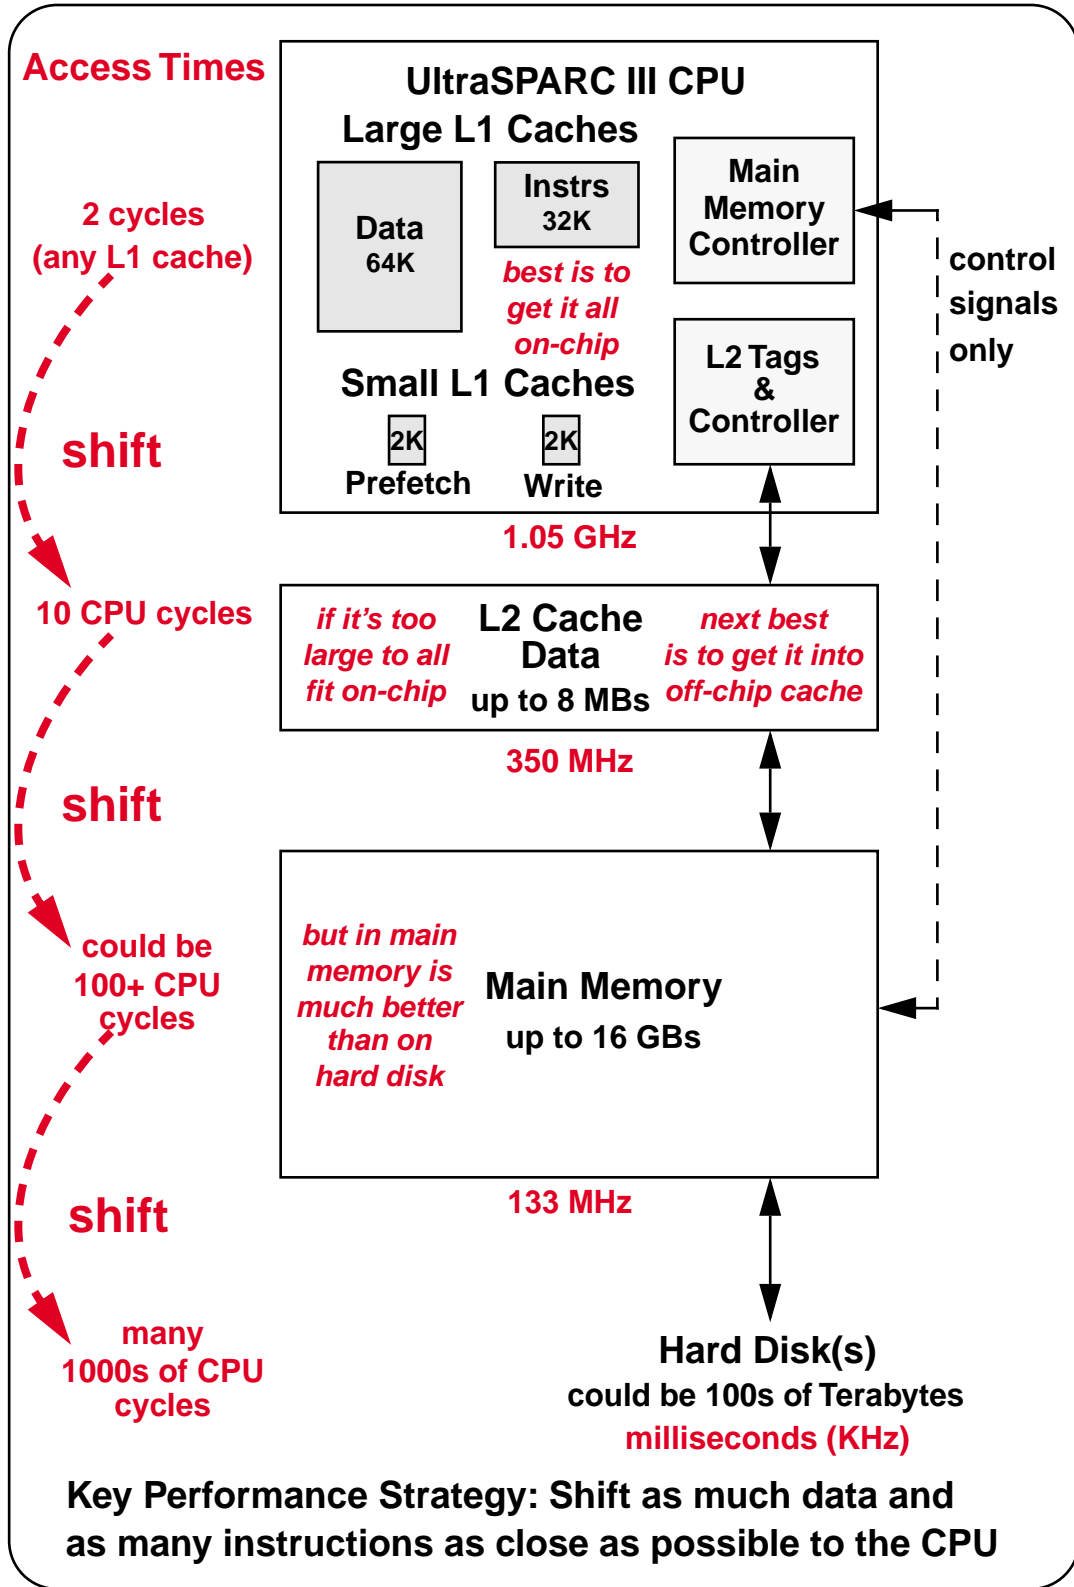 Access Times
UltraSPARC III CPU
Large L1 Caches
Data
64K
Instrs
32K
best is to
get it all
on-chip
Main
Memory
Controller
2 cycles
(any L1 cache)
control
signals
only
Small L1 Caches
2K
Prefetch
2K
Write
L2 Tags
&
Controller
shift
1.05 GHz
10 CPU cycles
if it's too
large to all
fit on-chip
L2 Cache
Data
up to 8 MBs
next best
is to get it into
off-chip cache
350 MHz
shift
could be
100+ CPU
cycles
but in main
memory is
much better
than on
hard disk
Main Memory
up to 16 GBs
133 MHz
shift
many
1000s of CPU
cycles
Hard Disk(s)
could be 100s of Terabytes
milliseconds (KHz)
Key Performance Strategy: Shift as much data and
as many instructions as close as possible to the CPU